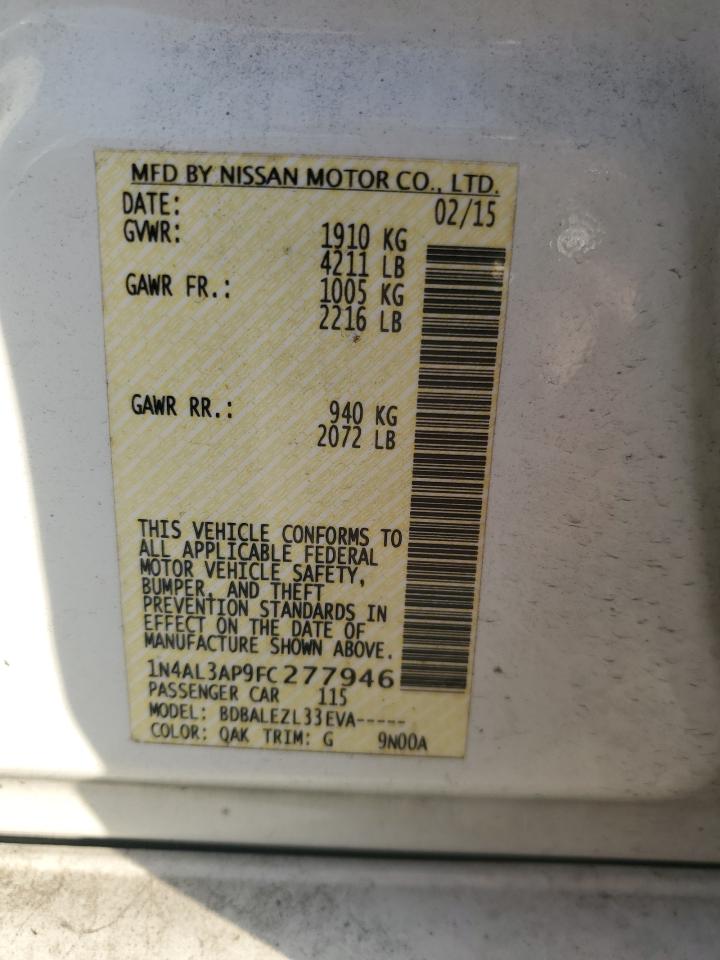 MFD BY NISSAN MOTOR CO., LTD.
DATE: 02/15
GVWR: 1910 KG
4211 LB
GAWR FR.: 1005 KG
2216 LB
GAWR RR.: 940 KG
2072 LB
THIS VEHICLE CONFORMS TO
ALL APPLICABLE FEDERAL
MOTOR VEHICLE SAFETY,
BUMPER, AND THEFT
PREVENTION STANDARDS IN
EFFECT ON THE DATE OF
MANUFACTURE SHOWN ABOVE.
1N4AL3AP9FC277946
PASSENGER CAR 115
MODEL: BDBALEZL33EVA-----
COLOR: QAK TRIM: G 9N00A